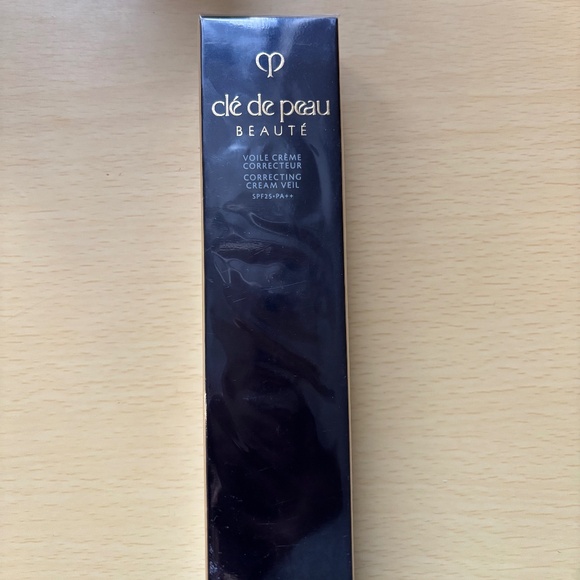 clé de peau
BEAUTÉ
VOILE CRÈME
CORRECTEUR
CORRECTING
CREAM VEIL
SPF25•PA++